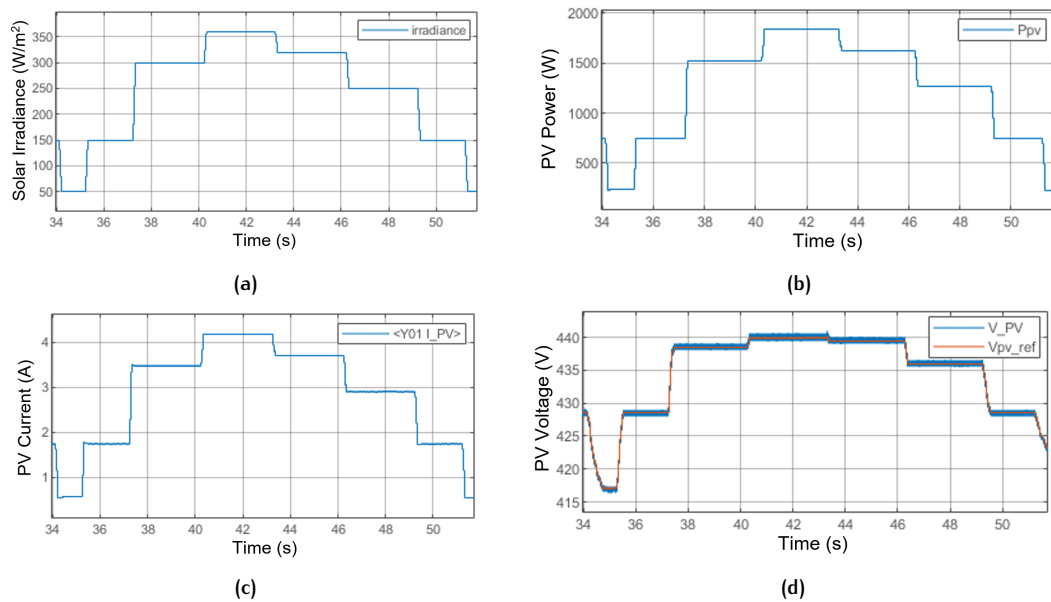 irradiance
Solar Irradiance (W/m²)
350
300
250
200
150
100
50
34 36 38 40 42 44 46 48 50
Time (s)
(a)
Ppv
PV Power (W)
2000
1500
1000
500
34 36 38 40 42 44 46 48 50
Time (s)
(b)
<Y01 I_PV>
PV Current (A)
4
3
2
1
34 36 38 40 42 44 46 48 50
Time (s)
(c)
V_PV
Vpv_ref
PV Voltage (V)
440
435
430
425
420
415
34 36 38 40 42 44 46 48 50
Time (s)
(d)